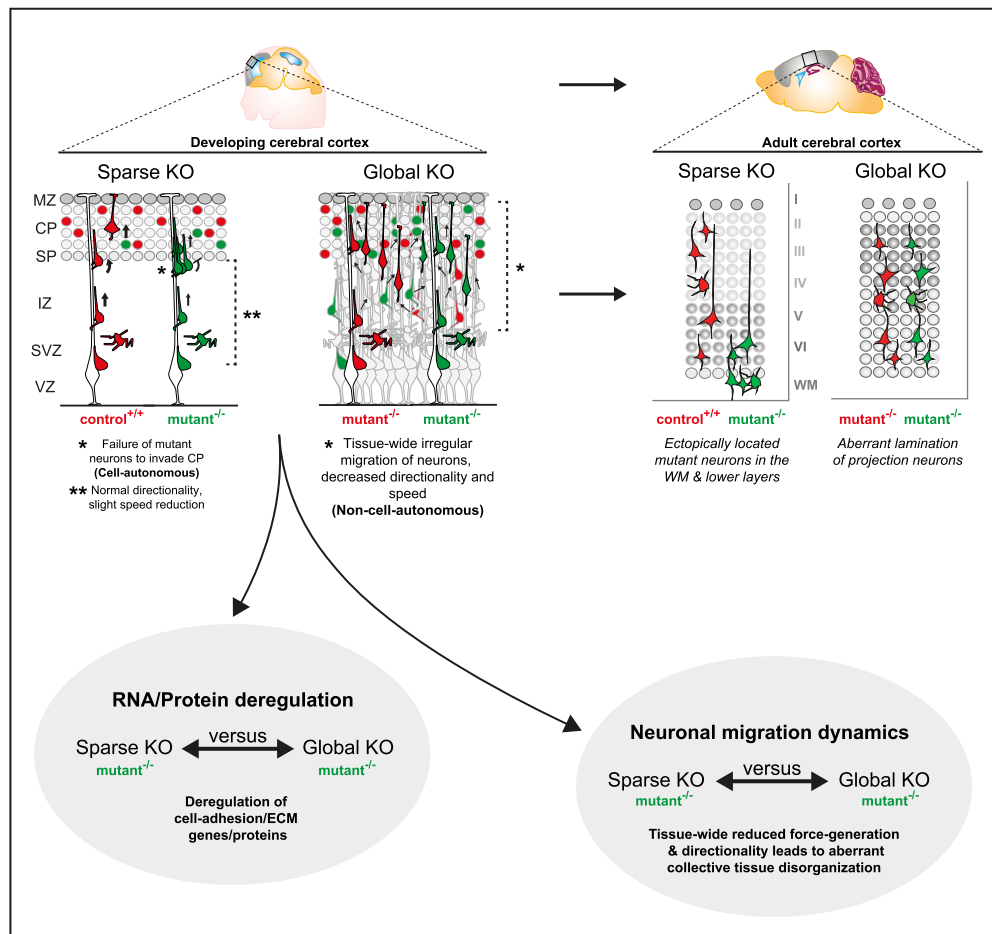 Developing cerebral cortex
Adult cerebral cortex
Sparse KO
Global KO
Sparse KO
Global KO
MZ
CP
SP
IZ
SVZ
VZ
*
**
*
I
II
III
IV
V
VI
WM
control+/+
mutant-/-
mutant-/-
mutant-/-
control+/+
mutant-/-
mutant-/-
mutant-/-
* Failure of mutant
neurons to invade CP
(Cell-autonomous)
** Normal directionality,
slight speed reduction
* Tissue-wide irregular
migration of neurons,
decreased directionality and
speed
(Non-cell-autonomous)
Ectopically located
mutant neurons in the
WM & lower layers
Aberrant lamination
of projection neurons
RNA/Protein deregulation
Sparse KO
versus
Global KO
mutant-/-
mutant-/-
Deregulation of
cell-adhesion/ECM
genes/proteins
Neuronal migration dynamics
Sparse KO
versus
Global KO
mutant-/-
mutant-/-
Tissue-wide reduced force-generation
& directionality leads to aberrant
collective tissue disorganization